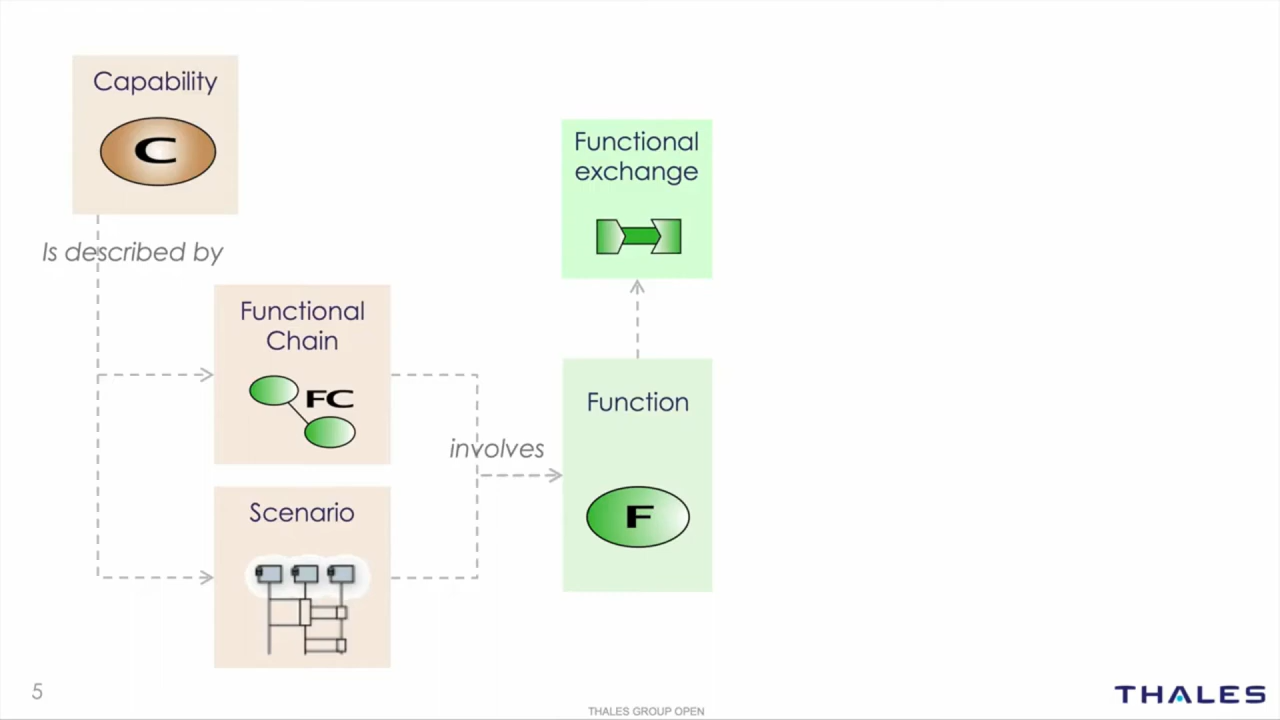 Capability
C
Is described by
Functional
Chain
FC
Scenario
involves
Functional
exchange
Function
F
5
THALES GROUP OPEN
THALES